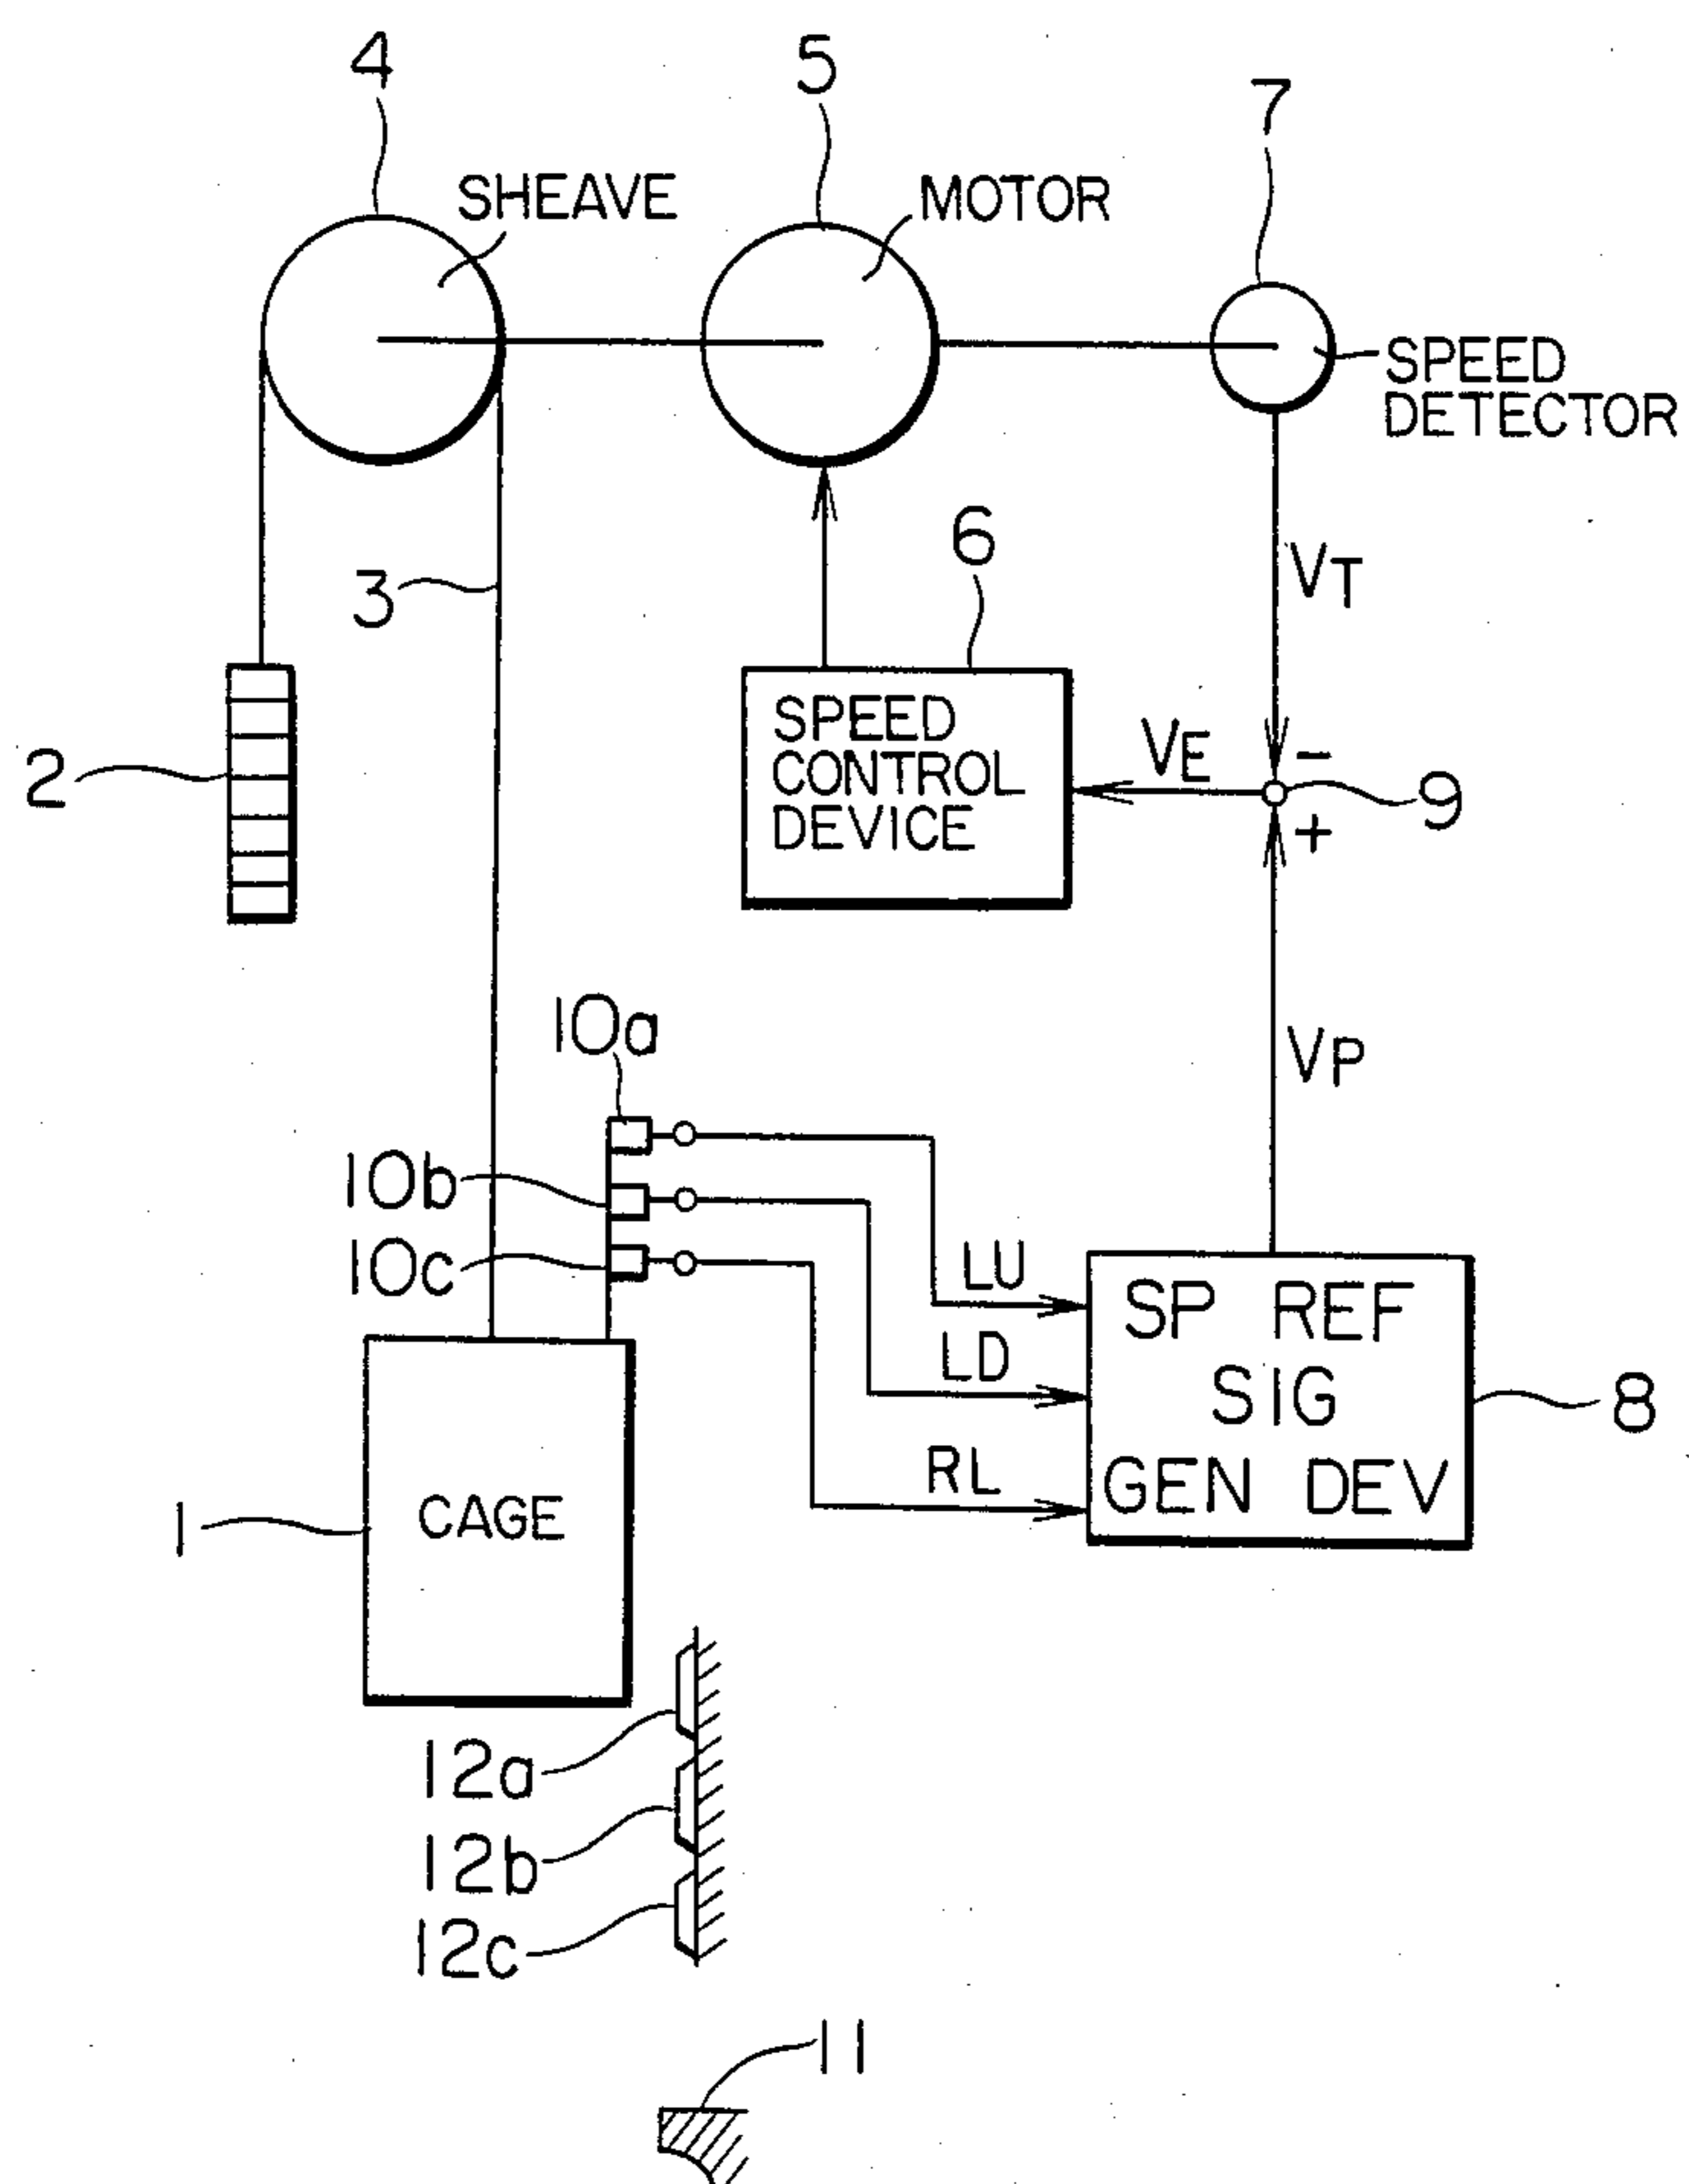 4
5
7
SHEAVE
MOTOR
SPEED
DETECTOR
6
3
VT
2
SPEED
CONTROL
DEVICE
VE
-
9
+
10a
VP
10b
10c
LU
SP REF
SIG
GEN DEV
LD
8
RL
1
CAGE
12a
12b
12c
11